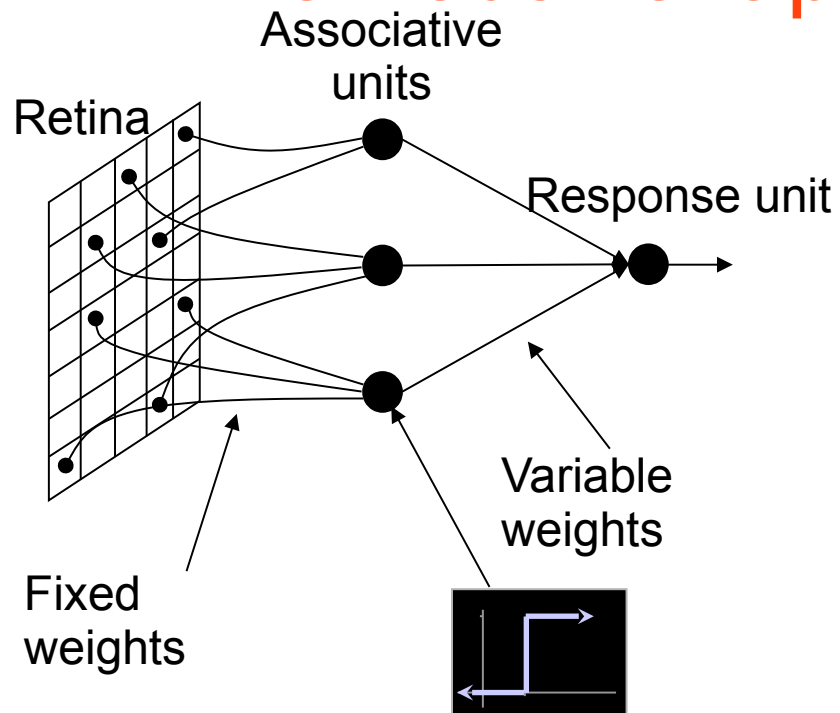 Associative
units
Retina
Response unit
Variable
weights
Fixed
weights